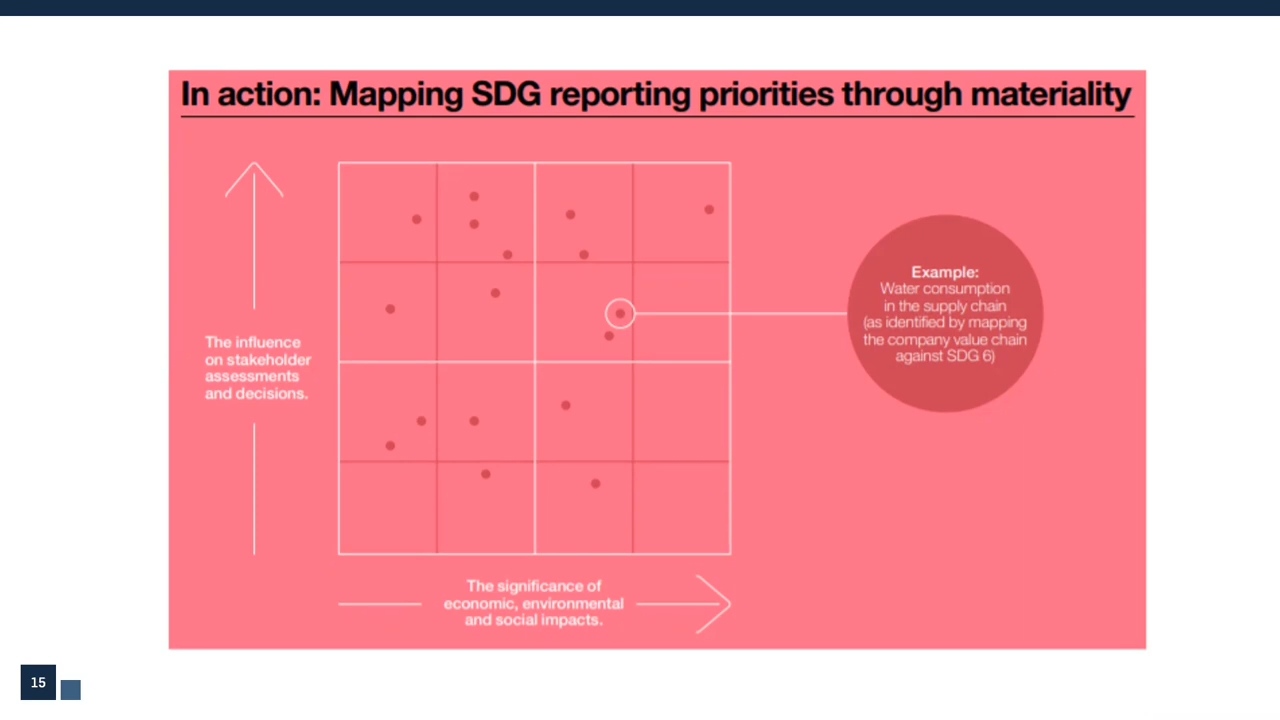 In action: Mapping SDG reporting priorities through materiality
The influence
on stakeholder
assessments
and decisions.
Example:
Water consumption
in the supply chain
(as identified by mapping
the company value chain
against SDG 6)
The significance of
economic, environmental
and social impacts.
15